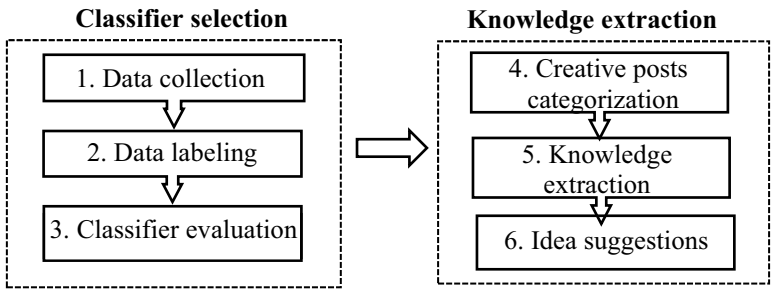 Classifier selection
1. Data collection
2. Data labeling
3. Classifier evaluation
Knowledge extraction
4. Creative posts
categorization
5. Knowledge
extraction
6. Idea suggestions